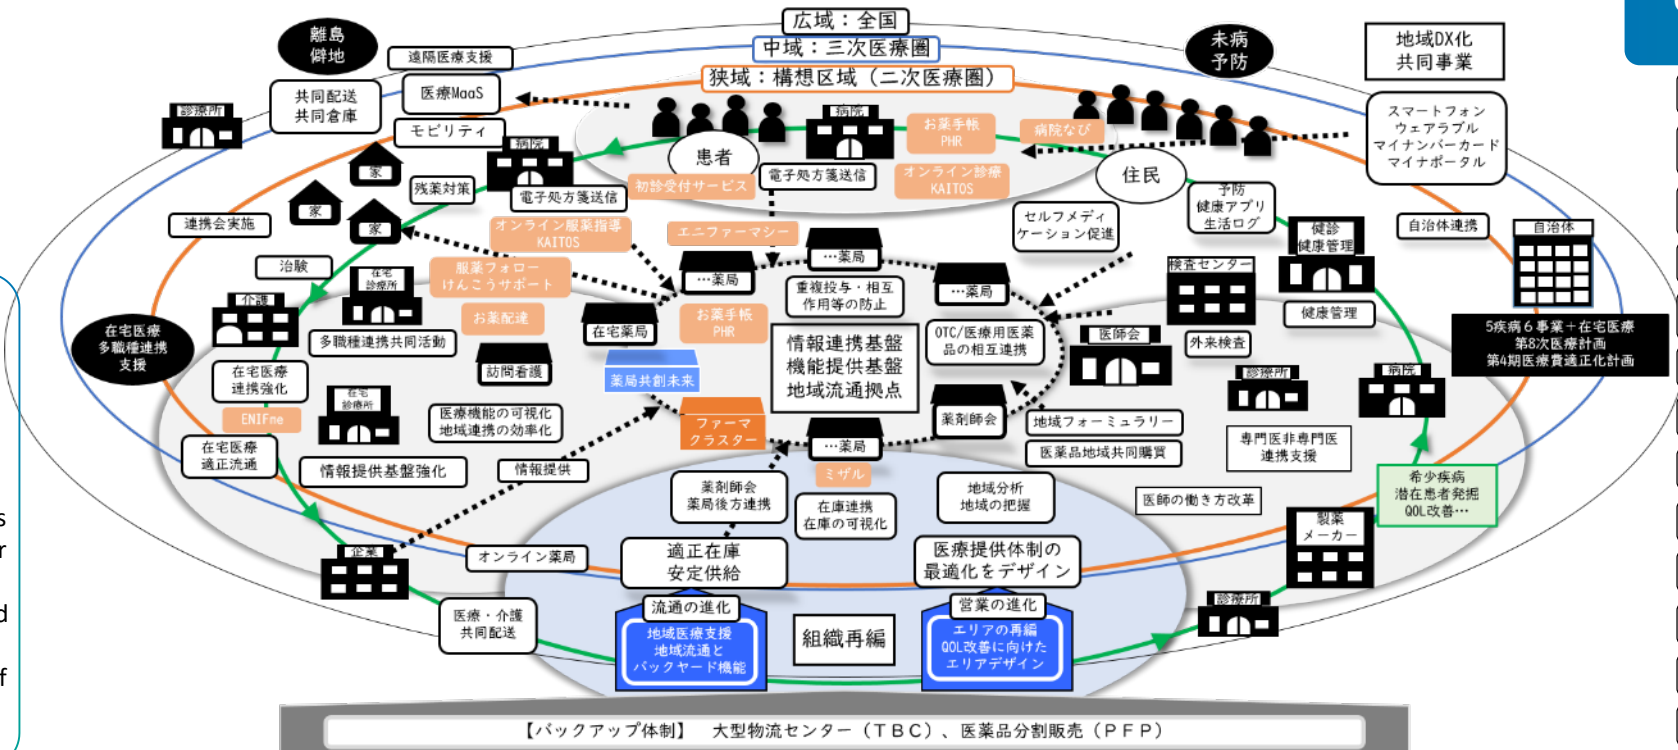 広域：全国
中域：三次医療圏
狭域：構想区域（二次医療圏）
離島
僻地
遠隔医療支援
未病
予防
地域DX化
共同事業
共同配送
共同倉庫
医療MaaS
モビリティ
診療所
病院
病院
お薬手帳
PHR
病院なび
スマートフォン
ウェアラブル
マイナンバーカード
マイナポータル
患者
住民
家
家
家
残薬対策
電子処方箋送信
初診受付サービス
電子処方箋送信
オンライン診療
KAITOS
予防
健康アプリ
生活ログ
連携会実施
オンライン服薬指導
KAITOS
エニファーマシー
セルフメディ
ケーション促進
健診
健康管理
自治体連携
自治体
治験
在宅
診療所
服薬フォロー
けんこうサポート
…薬局
…薬局
…薬局
検査センター
介護
お薬配達
お薬手帳
PHR
重複投与・相互
作用等の防止
健康管理
在宅医療
多職種連携
支援
多職種連携共同活動
在宅薬局
情報連携基盤
機能提供基盤
地域流通拠点
OTC/医療用医薬
品の相互連携
医師会
外来検査
5疾病６事業＋在宅医療
第8次医療計画
第4期医療費適正化計画
在宅医療
連携強化
訪問看護
薬局共創未来
診療所
病院
ENIFme
在宅
診療所
医療機能の可視化
地域連携の効率化
ファーマ
クラスター
…薬局
薬剤師会
地域フォーミュラリー
医薬品地域共同購買
専門医非専門医
連携支援
在宅医療
適正流通
情報提供基盤強化
情報提供
ミザル
薬剤師会
薬局後方連携
在庫連携
在庫の可視化
地域分析
地域の把握
医師の働き方改革
希少疾病
潜在患者発掘
QOL改善…
製薬
メーカー
企業
オンライン薬局
適正在庫
安定供給
医療提供体制の
最適化をデザイン
医療・介護
共同配送
流通の進化
地域医療支援
地域流通と
バックヤード機能
組織再編
営業の進化
エリアの再編
QOL改善に向けた
エリアデザイン
診療所
【バックアップ体制】　大型物流センター（ＴＢＣ）、医薬品分割販売（ＰＦＰ）